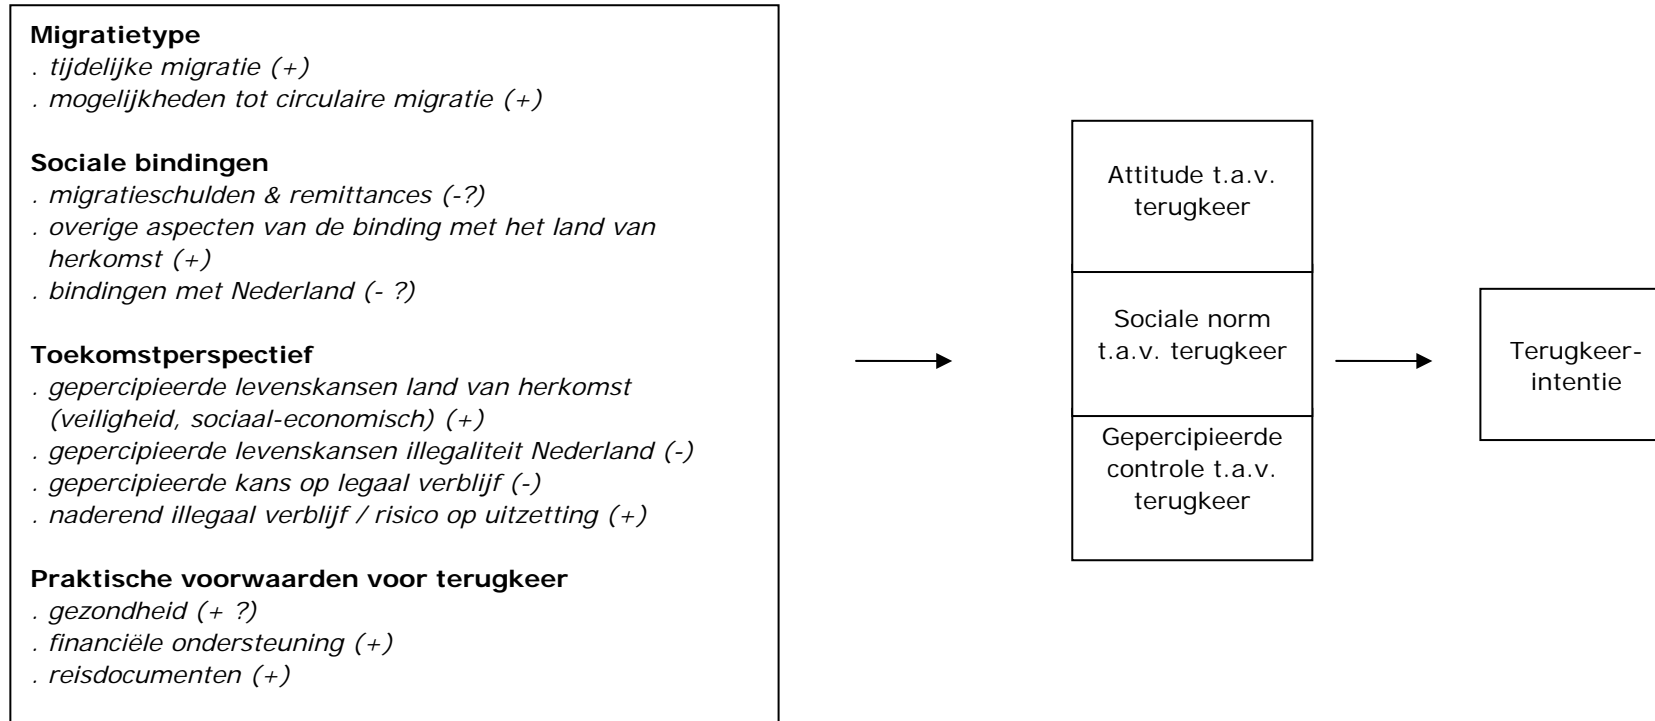 Migratietype
. tijdelijke migratie (+)
. mogelijkheden tot circulaire migratie (+)
Sociale bindingen
. migratieschulden & remittances (-?)
. overige aspecten van de binding met het land van
herkomst (+)
. bindingen met Nederland (- ?)
Toekomstperspectief
. gepercipieerde levenskansen land van herkomst
(veiligheid, sociaal-economisch) (+)
. gepercipieerde levenskansen illegaliteit Nederland (-)
. gepercipieerde kans op legaal verblijf (-)
. naderend illegaal verblijf / risico op uitzetting (+)
Praktische voorwaarden voor terugkeer
. gezondheid (+ ?)
. financiële ondersteuning (+)
. reisdocumenten (+)
Attitude t.a.v.
terugkeer
Sociale norm
t.a.v. terugkeer
Gepercipieerde
controle t.a.v.
terugkeer
Terugkeer-
intentie